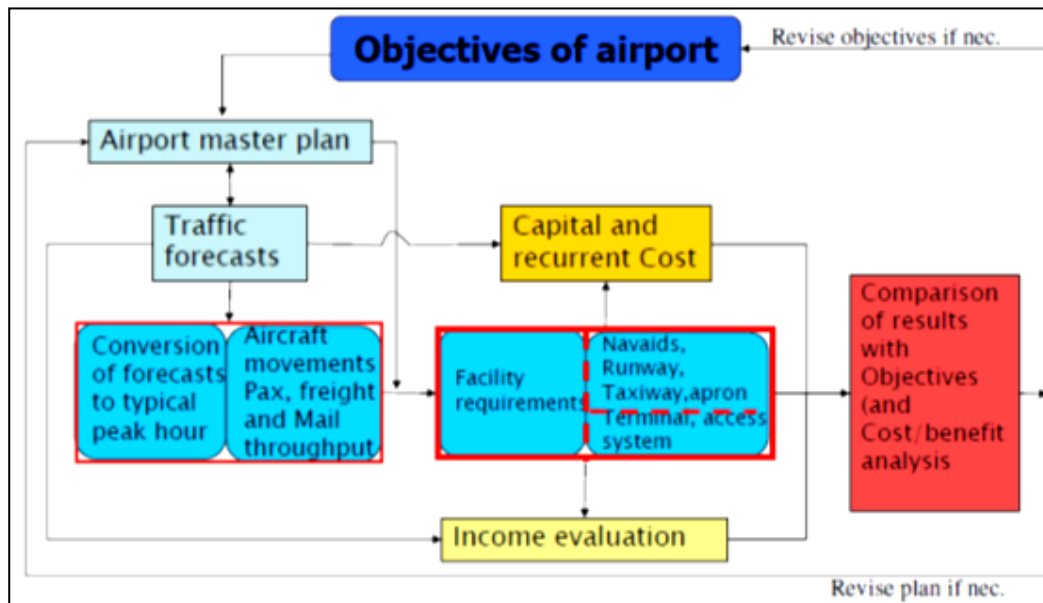 Objectives of airport
Revise objectives if nec.
Airport master plan
Traffic
forecasts
Capital and
recurrent Cost
Conversion
of forecasts
to typical
peak hour
Aircraft
movements
Pax, freight
and Mail
throughput
Facility
requirements
Navaids,
Runway,
Taxiway,apron
Terminal, access
system
Comparison
of results
with
Objectives
(and
Cost/benefit
analysis
Income evaluation
Revise plan if nec.